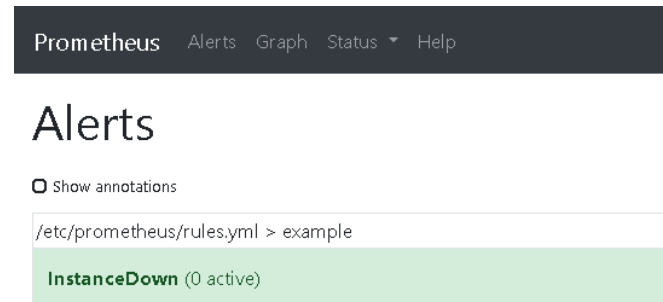 Prometheus Alerts Graph Status Help
Alerts
Show annotations
/etc/prometheus/rules.yml > example
InstanceDown (0 active)